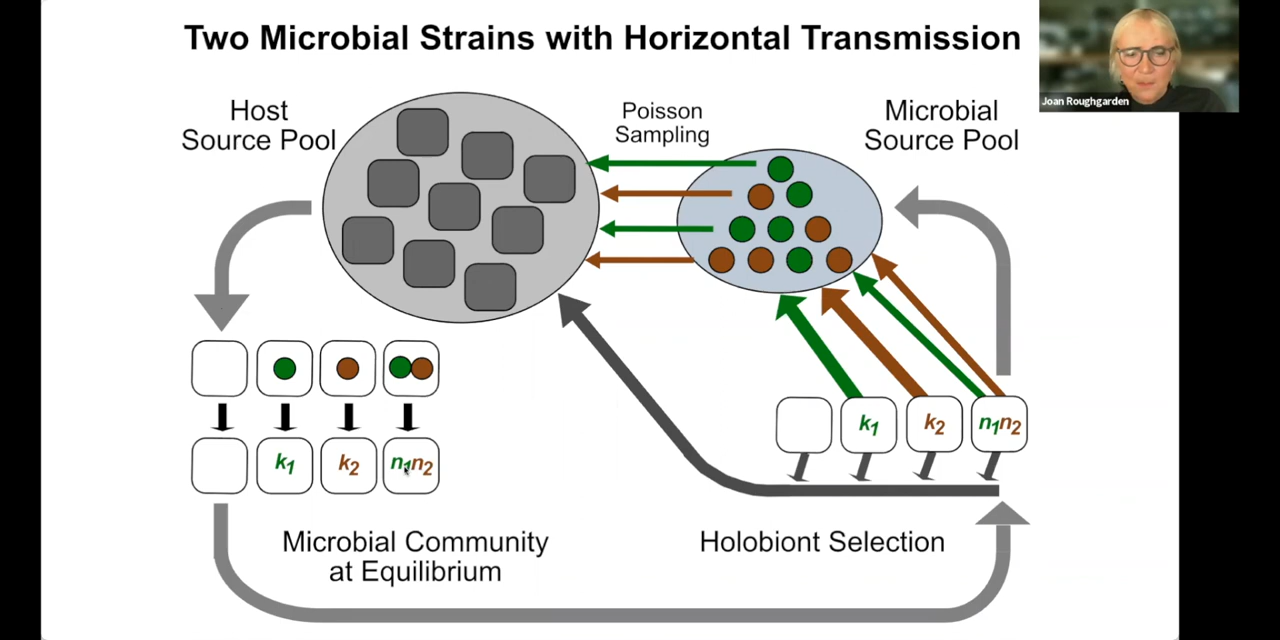 Two Microbial Strains with Horizontal Transmission
Joan Roughgarden
Host
Source Pool
Poisson
Sampling
Microbial
Source Pool
k1
k2
n1n2
k1
k2
n1n2
Microbial Community
at Equilibrium
Holobiont Selection